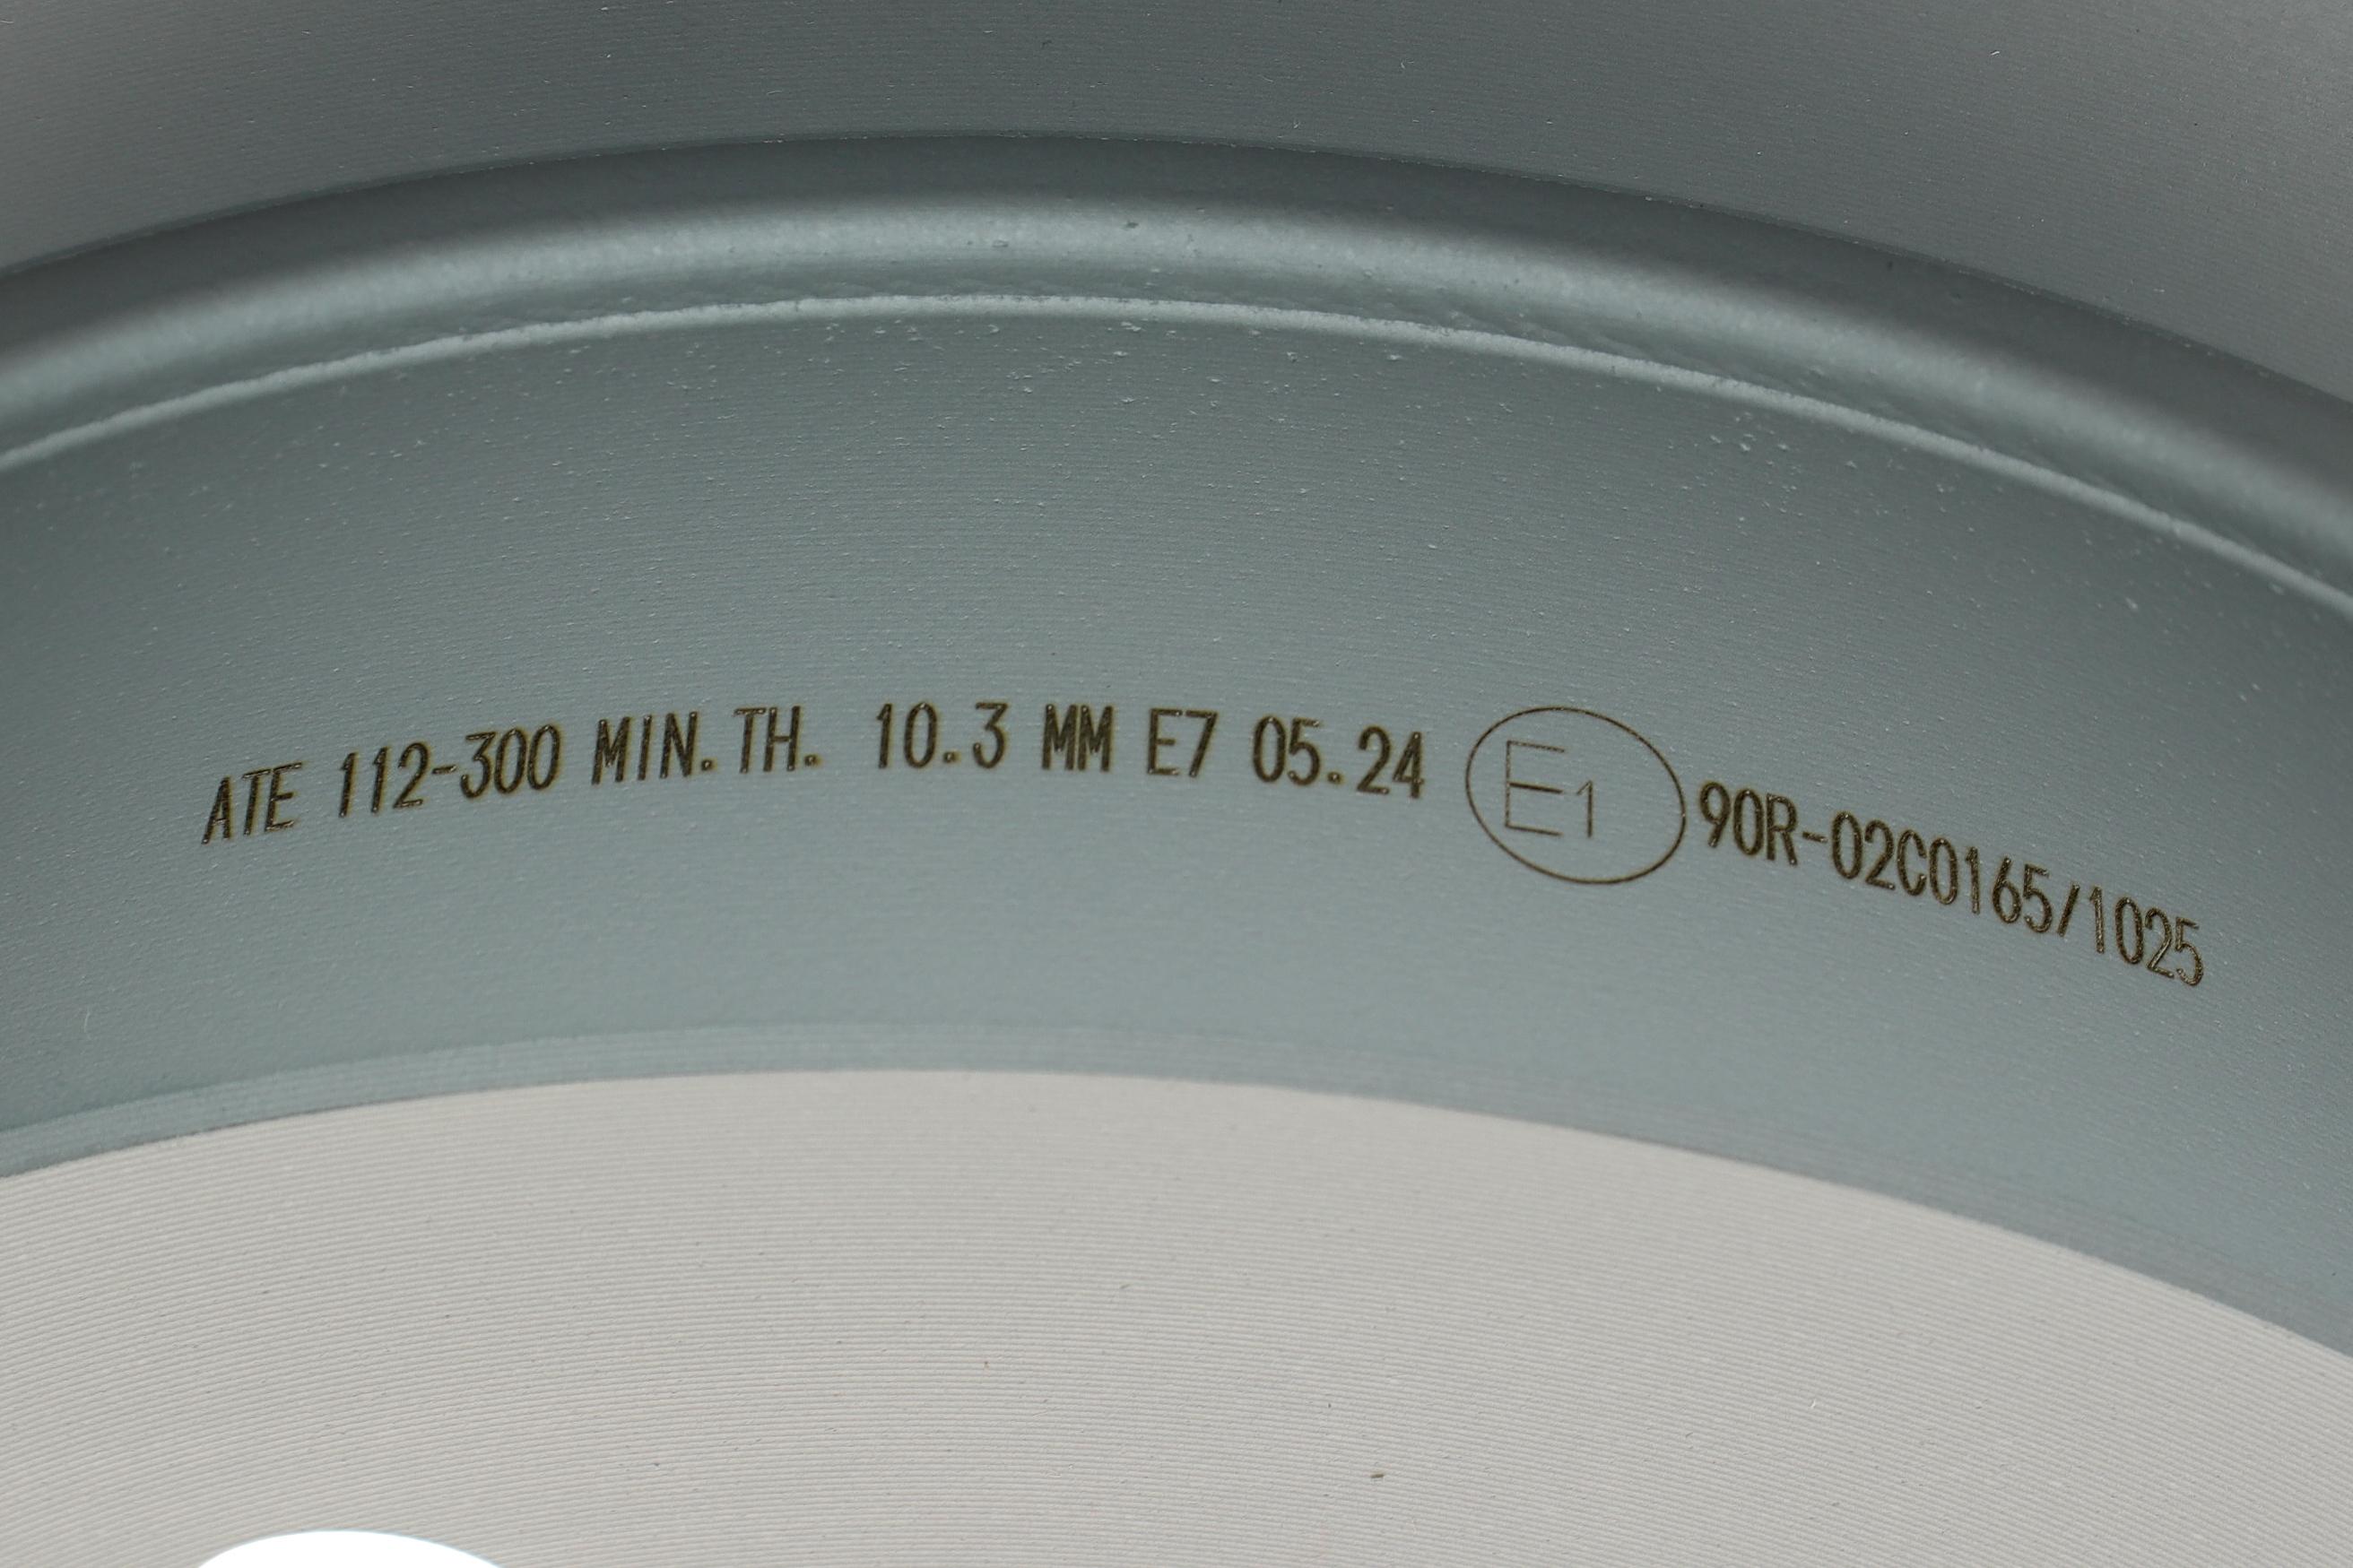 ATE 112-300 MIN.TH. 10.3 MM E7 05.24 E1 90R-02C0165/1025